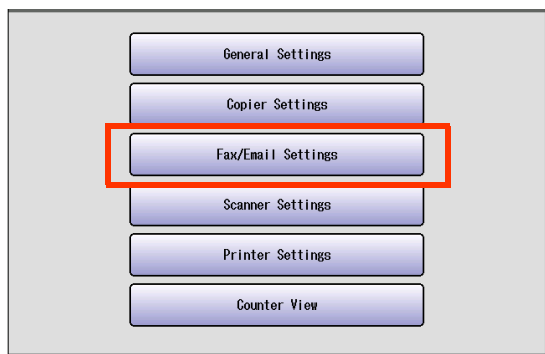 General Settings
Copier Settings
Fax/Email Settings
Scanner Settings
Printer Settings
Counter View